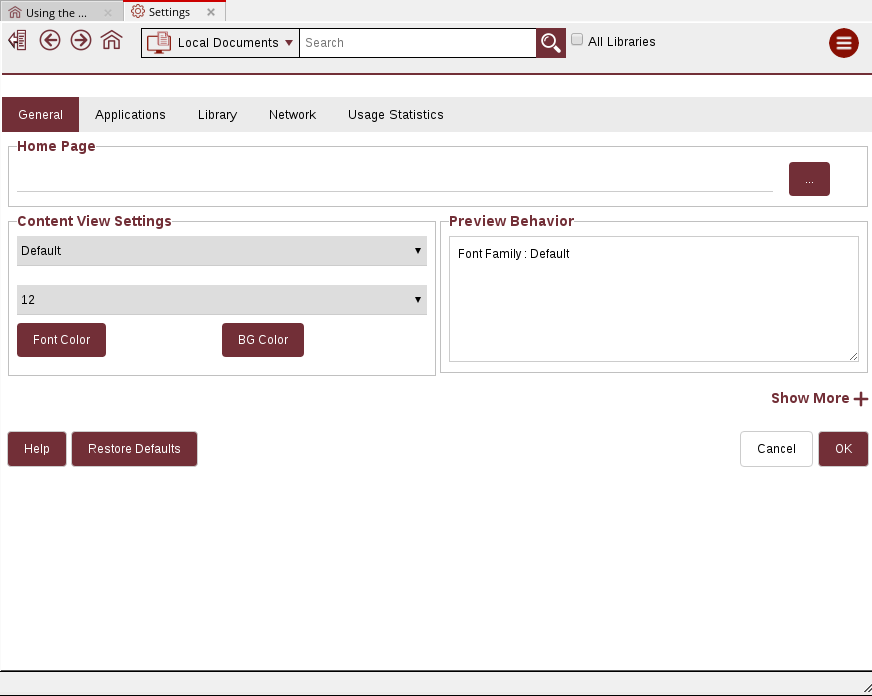 Using the ...
Settings
Local Documents
Search
All Libraries
General
Applications
Library
Network
Usage Statistics
Home Page
...
Content View Settings
Default
12
Font Color
BG Color
Preview Behavior
Font Family : Default
Show More
Help
Restore Defaults
Cancel
OK